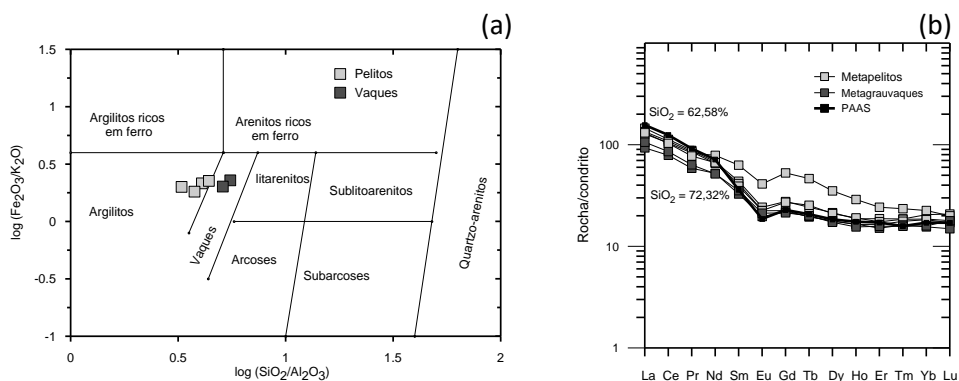 (a)
1.5
1
0.5
0
-0.5
-1
0
0.5
1
1.5
2
log (Fe₂O₃/K₂O)
log (SiO₂/Al₂O₃)
Pelitos
Vaques
Argilitos ricos
em ferro
Arenitos ricos
em ferro
litarenitos
Sublitoarenitos
Argilitos
Vaques
Arcoses
Subarcoses
Quartzo-arenitos
(b)
1000
100
10
1
Rocha/condrito
Metapelitos
Metagrauvaques
PAAS
SiO₂ = 62,58%
SiO₂ = 72,32%
La Ce Pr Nd Sm Eu Gd Tb Dy Ho Er Tm Yb Lu